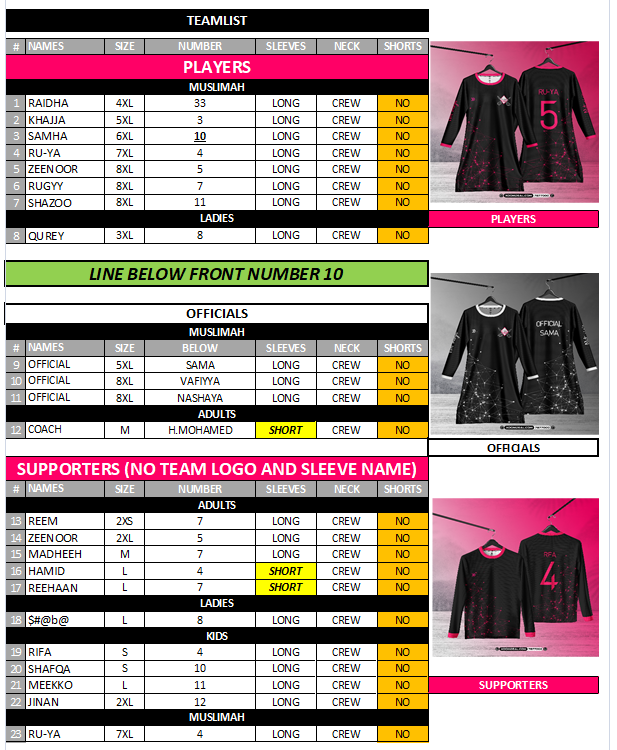 TEAMLIST
# NAMES SIZE NUMBER SLEEVES NECK SHORTS
PLAYERS
MUSLIMAH
1 RAIDHA 4XL 33 LONG CREW NO
2 KHAJJA 5XL 3 LONG CREW NO
3 SAMHA 6XL 10 LONG CREW NO
4 RU-YA 7XL 4 LONG CREW NO
5 ZEENOOR 8XL 5 LONG CREW NO
6 RUGYY 8XL 7 LONG CREW NO
7 SHAZOO 8XL 11 LONG CREW NO
LADIES
8 QUREY 3XL 8 LONG CREW NO
RU-YA
5
PLAYERS
LINE BELOW FRONT NUMBER 10
OFFICIALS
MUSLIMAH
# NAMES SIZE BELOW SLEEVES NECK SHORTS
9 OFFICIAL 5XL SAMA LONG CREW NO
10 OFFICIAL 8XL VAFIYYA LONG CREW NO
11 OFFICIAL 8XL NASHAYA LONG CREW NO
ADULTS
12 COACH M H.MOHAMED SHORT CREW NO
OFFICIAL
SAMA
OFFICIALS
SUPPORTERS (NO TEAM LOGO AND SLEEVE NAME)
# NAMES SIZE NUMBER SLEEVES NECK SHORTS
ADULTS
13 REEM 2XS 7 LONG CREW NO
14 ZEENOOR 2XL 5 LONG CREW NO
15 MADHEEH M 7 LONG CREW NO
16 HAMID L 4 SHORT CREW NO
17 REEHAAN L 7 SHORT CREW NO
LADIES
18 $#@b@ L 8 LONG CREW NO
KIDS
19 RIFA S 4 LONG CREW NO
20 SHAFQA S 10 LONG CREW NO
21 MEEKKO L 11 LONG CREW NO
22 JINAN 2XL 12 LONG CREW NO
MUSLIMAH
23 RU-YA 7XL 4 LONG CREW NO
4
SUPPORTERS